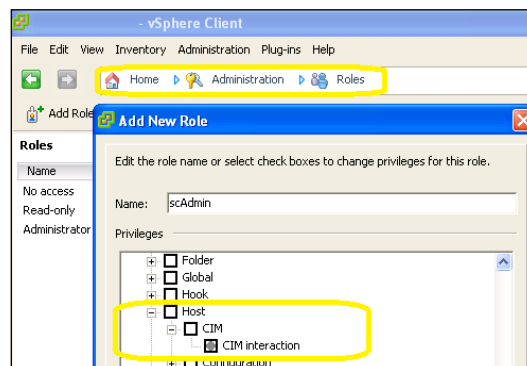 - vSphere Client
File Edit View Inventory Administration Plug-ins Help
Home Administration Roles
Add Role
Add New Role
Roles
Edit the role name or select check boxes to change privileges for this role.
Name
No access
Read-only
Administrator
Name: scAdmin
Privileges
Folder
Global
Hook
Host
CIM
CIM interaction
Configuration